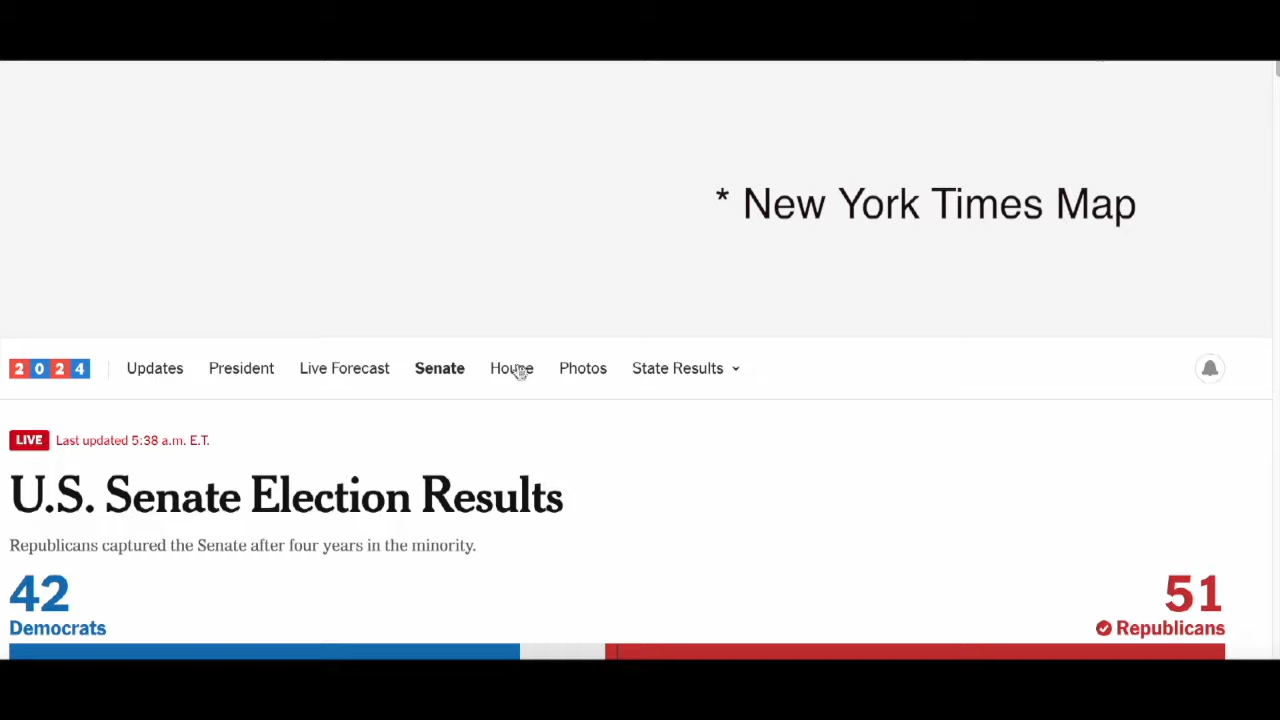 * New York Times Map
2024 Updates President Live Forecast Senate House Photos State Results
LIVE Last updated 5:38 a.m. E.T.
U.S. Senate Election Results
Republicans captured the Senate after four years in the minority.
42 51
Democrats Republicans